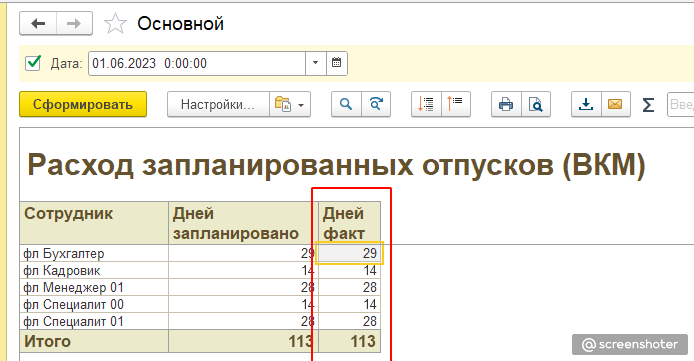 Основной
Дата: 01.06.2023 0:00:00
Сформировать Настройки... Σ Введ
Расход запланированных отпусков (ВКМ)
Сотрудник Дней запланировано Дней факт
фл Бухгалтер 29 29
фл Кадровик 14 14
фл Менеджер 01 28 28
фл Специалит 00 14 14
фл Специалит 01 28 28
Итого 113 113
@ screenshoter